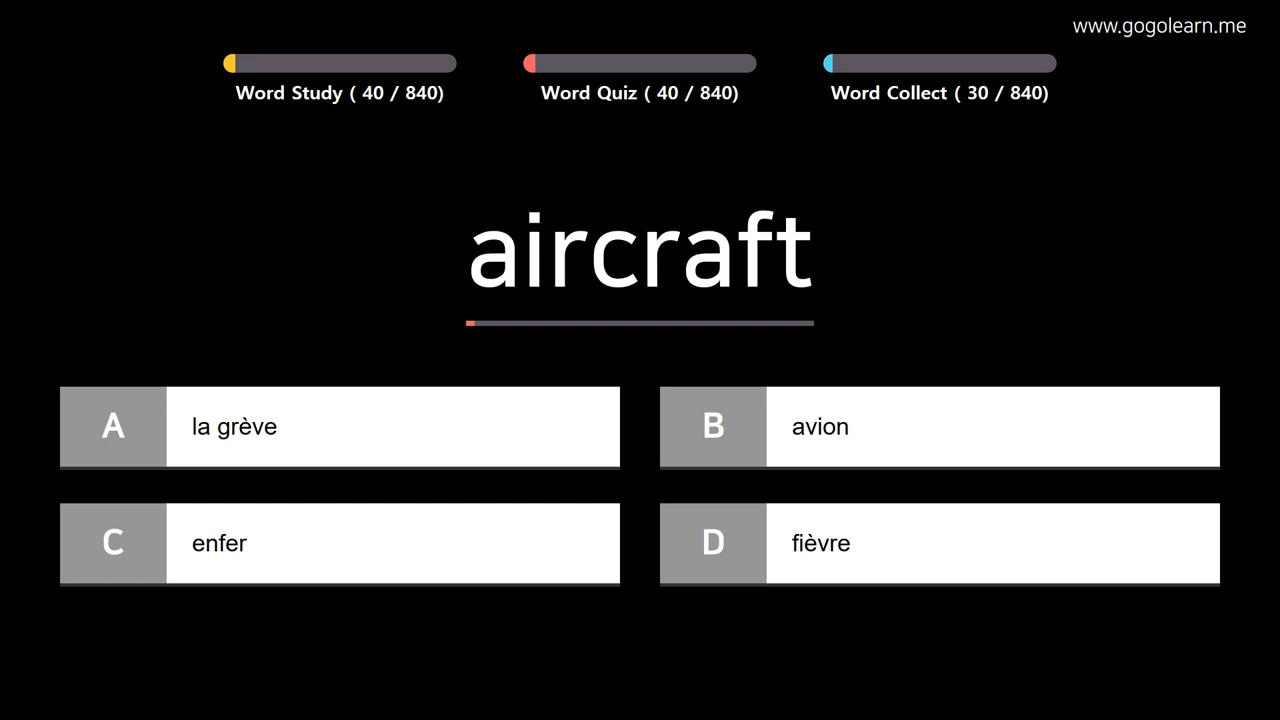 www.gogolearn.me
Word Study ( 40 / 840)
Word Quiz ( 40 / 840)
Word Collect ( 30 / 840)
aircraft
A la grève
B avion
C enfer
D fièvre